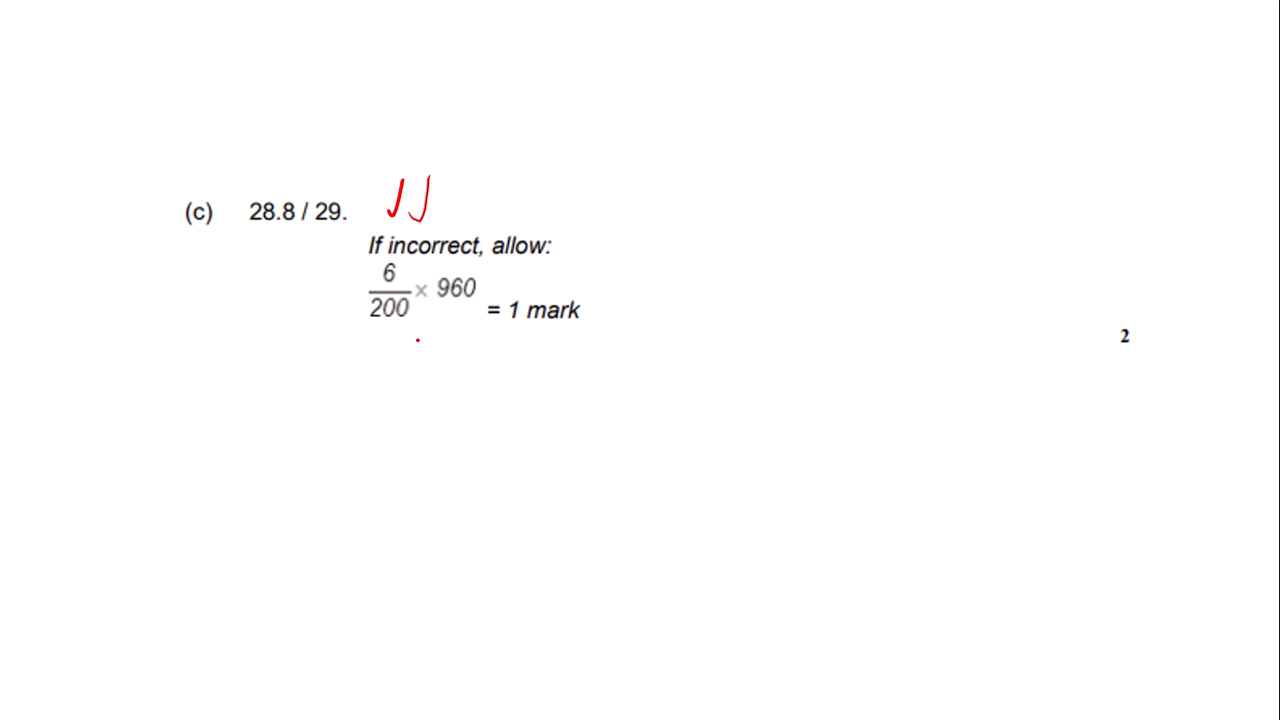 (c) 28.8 / 29.
If incorrect, allow:
6
200 × 960 = 1 mark
2